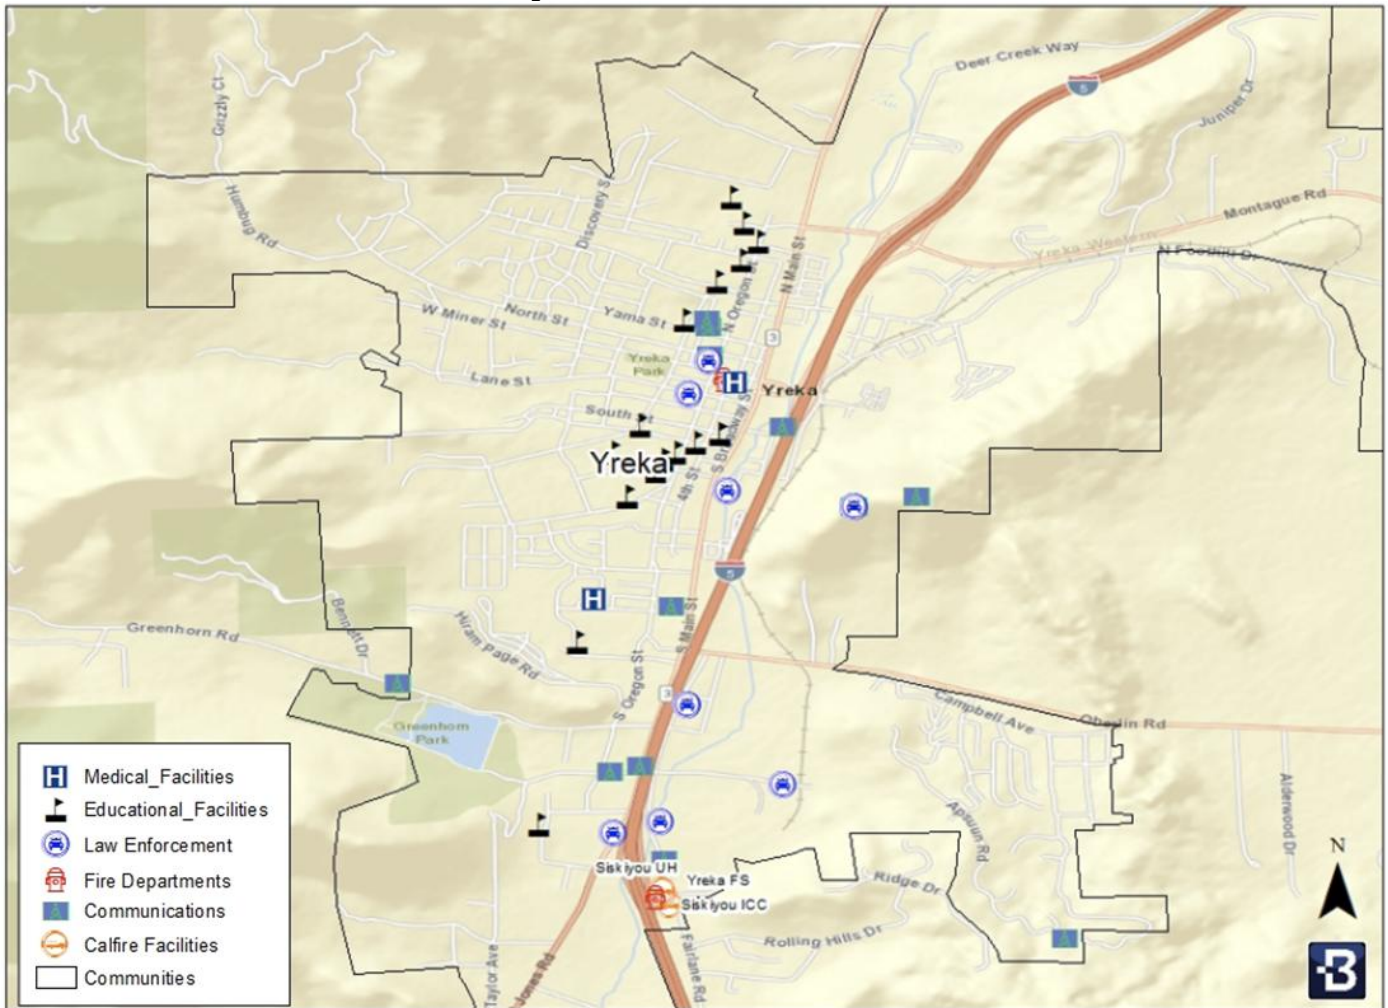 Deer Creek Way
5
Grizzly Ct
Juniper Dr
Humbug Rd
Discovery S
Montague Rd
Yreka Western
N Foothill Dr
N Main St
N Oregon St
W Miner St
North St
Yama St
3
Yreka
Park
Lane St
H
Yreka
South St
S Broadway St
Yreka
4th St
5
H
Bennett Dr
Greenhorn Rd
Hiram Page Rd
S Main St
S Oregon St
3
Campbell Ave
Oberlin Rd
Greenhorn
Park
Alderwood Dr
Apsuun Rd
H Medical_Facilities
Educational_Facilities
Law Enforcement
Fire Departments
A Communications
Calfire Facilities
Communities
Siskiyou UH
Yreka FS
Siskiyou ICC
Ridge Dr
Rolling Hills Dr
Fairlane Rd
Taylor Ave
Jones Rd
N
B